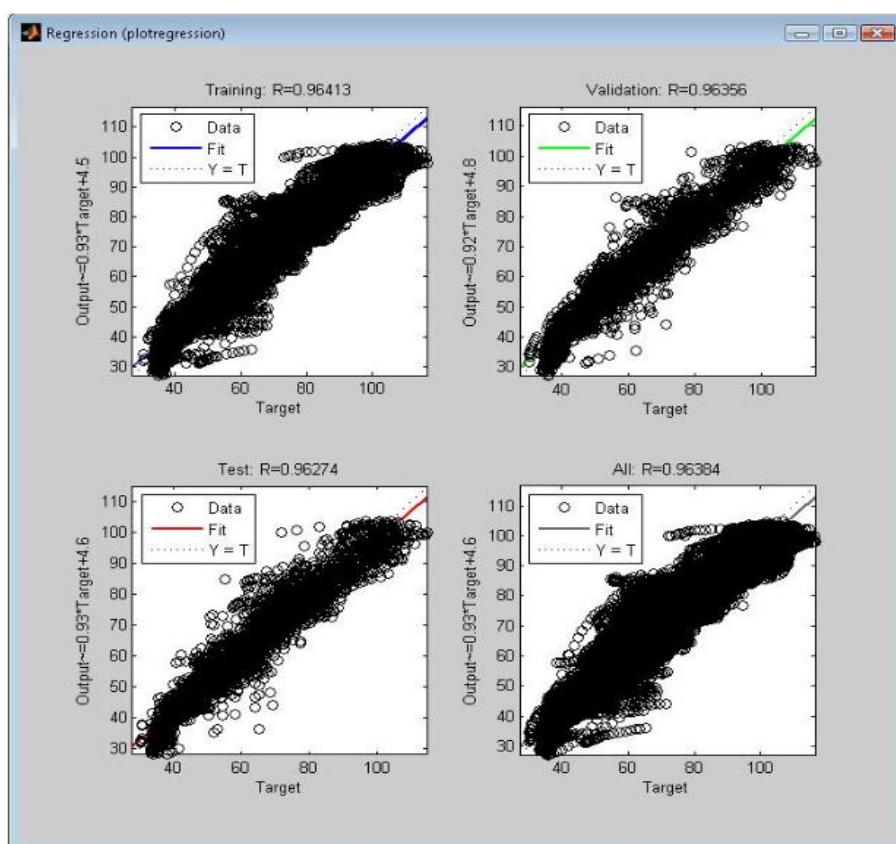 Regression (plotregression)
Training: R=0.96413
Output~=0.93*Target+4.5
110
100
90
80
70
60
50
40
30
Data
Fit
Y = T
40 60 80 100
Target
Validation: R=0.96356
Output~=0.92*Target+4.8
110
100
90
80
70
60
50
40
30
Data
Fit
Y = T
40 60 80 100
Target
Test: R=0.96274
Output~=0.93*Target+4.6
110
100
90
80
70
60
50
40
30
Data
Fit
Y = T
40 60 80 100
Target
All: R=0.96384
Output~=0.93*Target+4.6
110
100
90
80
70
60
50
40
30
Data
Fit
Y = T
40 60 80 100
Target